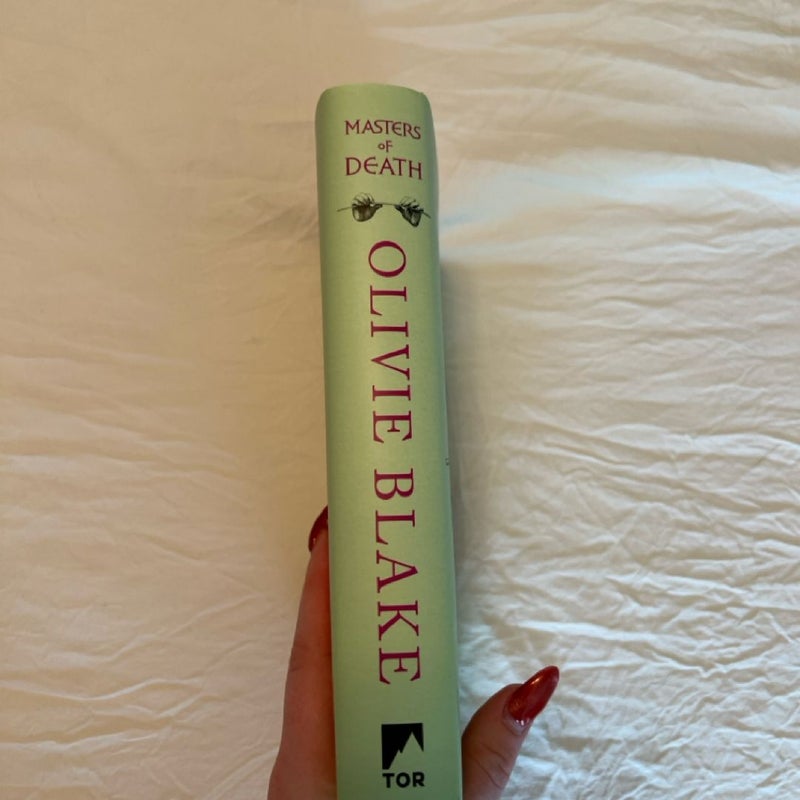 MASTERS
OF
DEATH
OLIVIE BLAKE
TOR